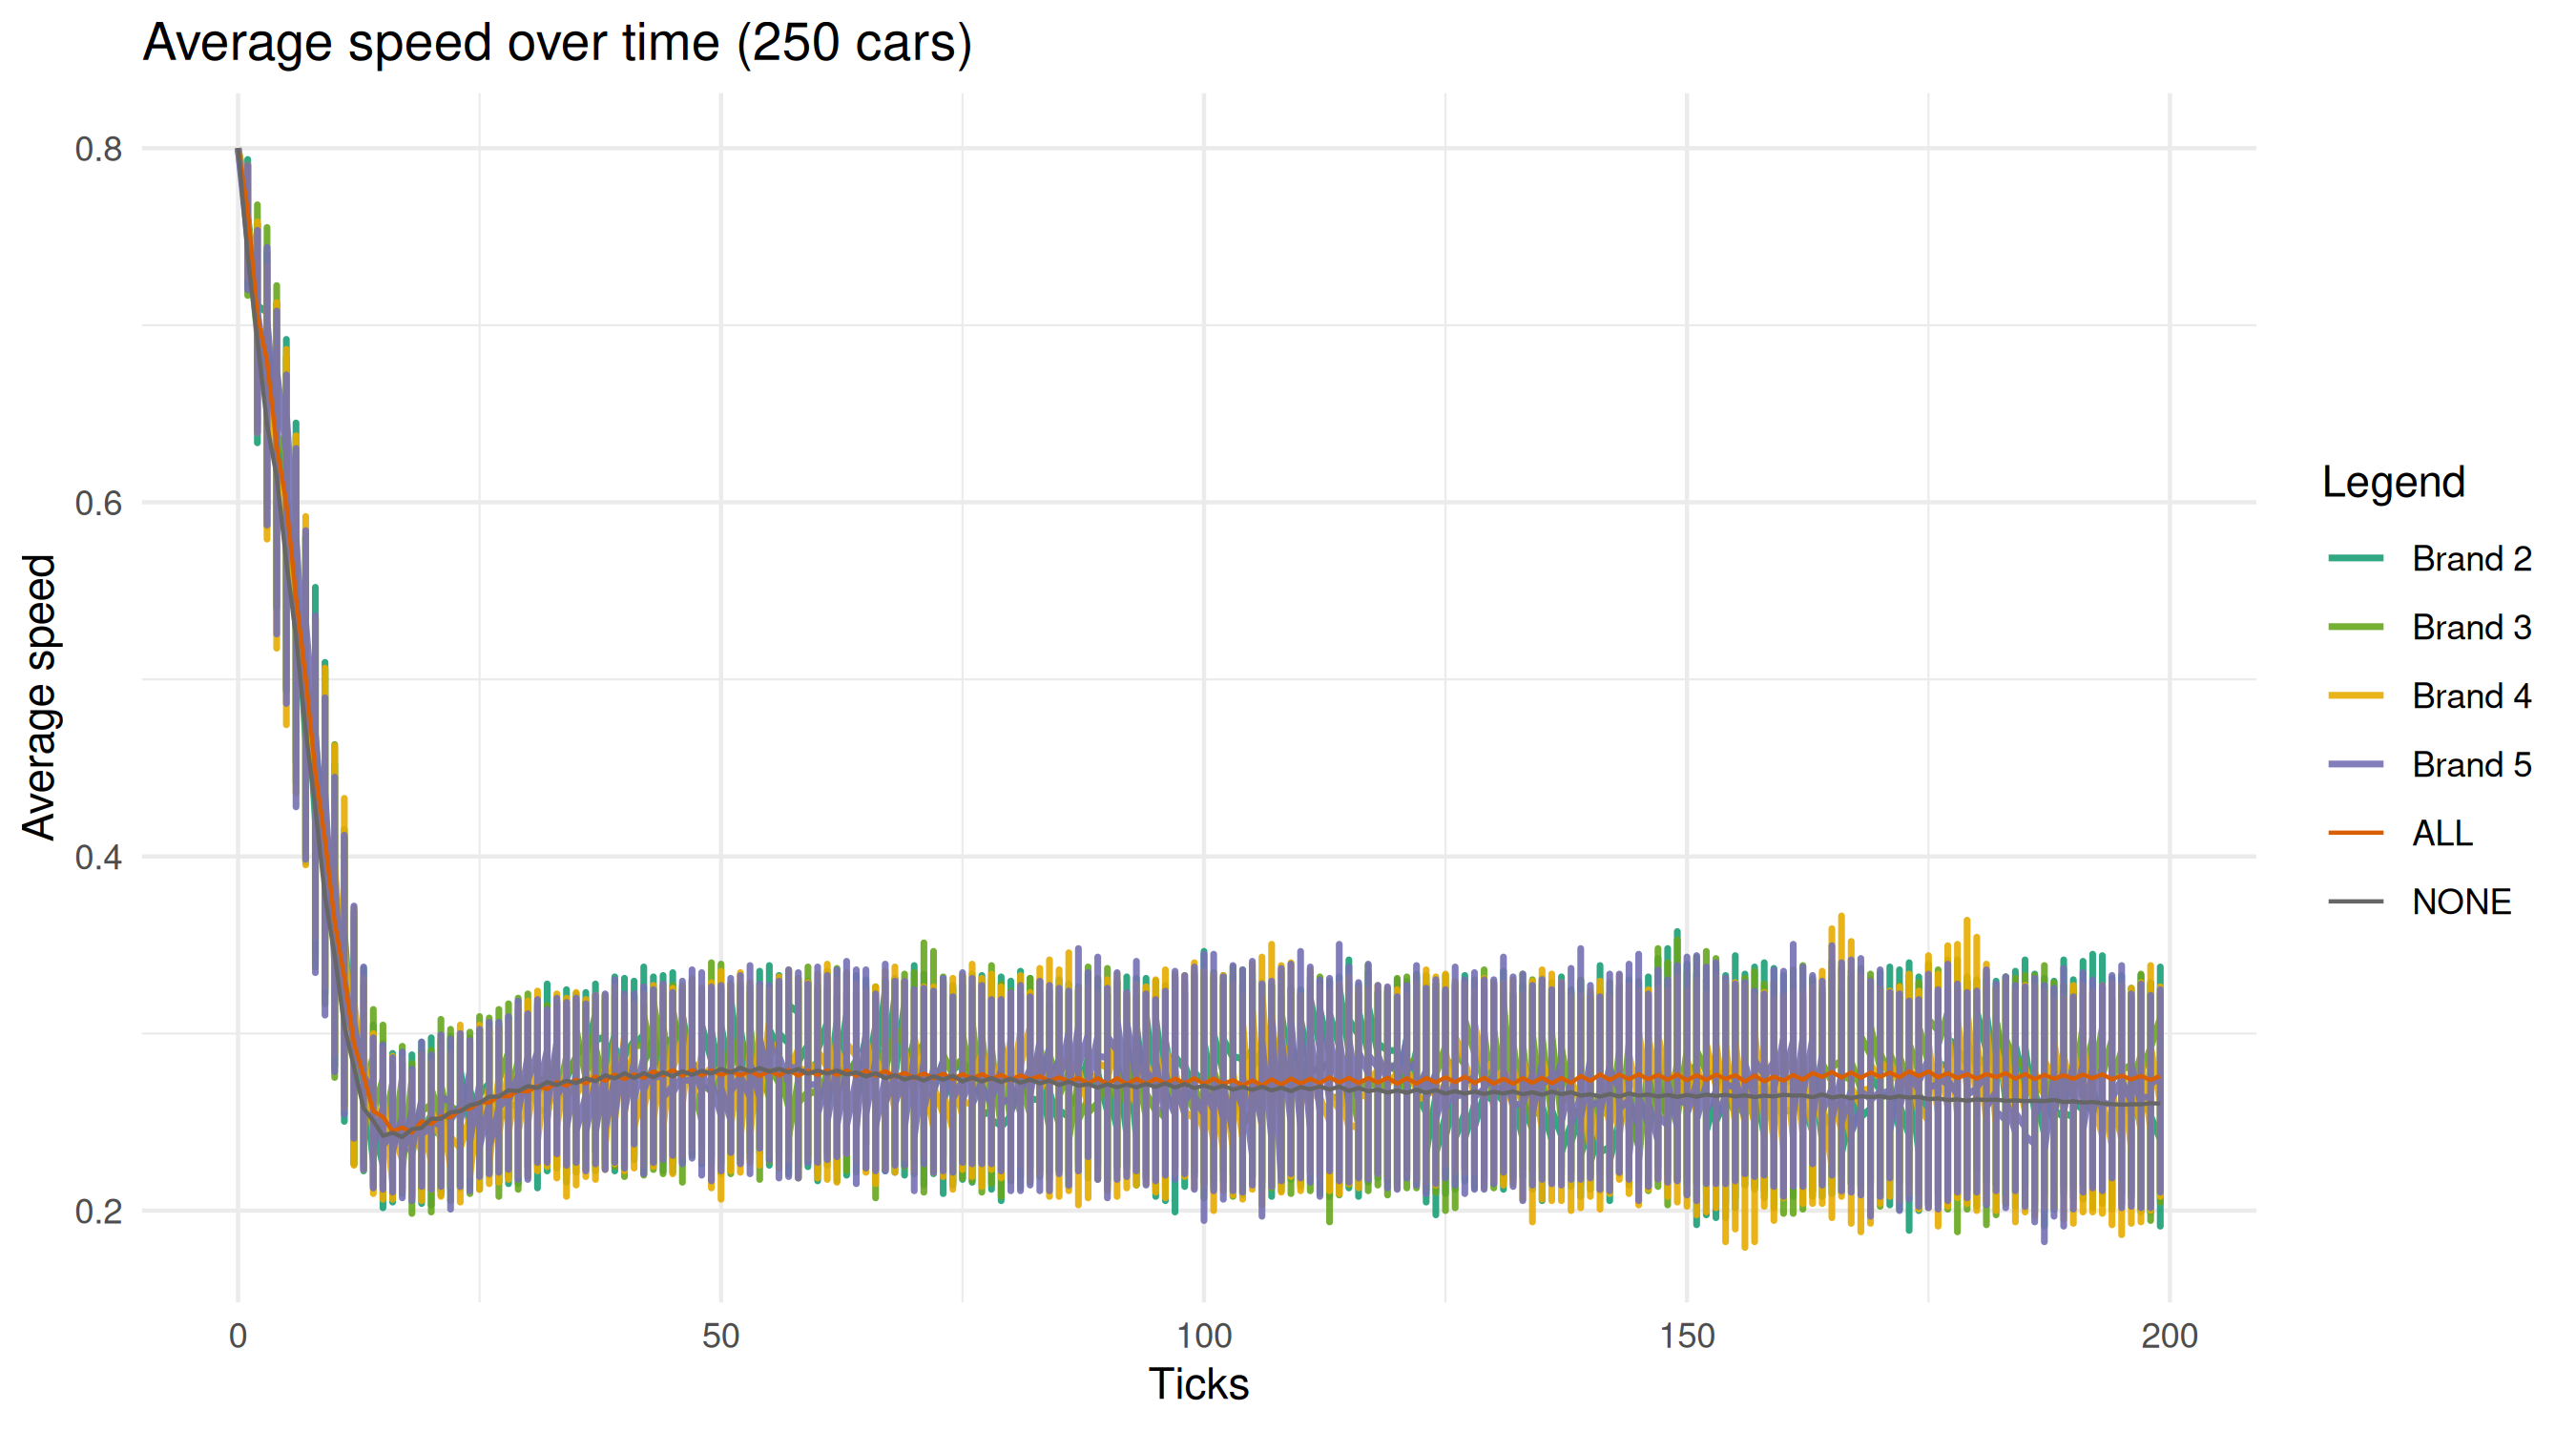 Average speed over time (250 cars)
0.8
0.6
0.4
0.2
Average speed
0
50
100
150
200
Ticks
Legend
Brand 2
Brand 3
Brand 4
Brand 5
ALL
NONE